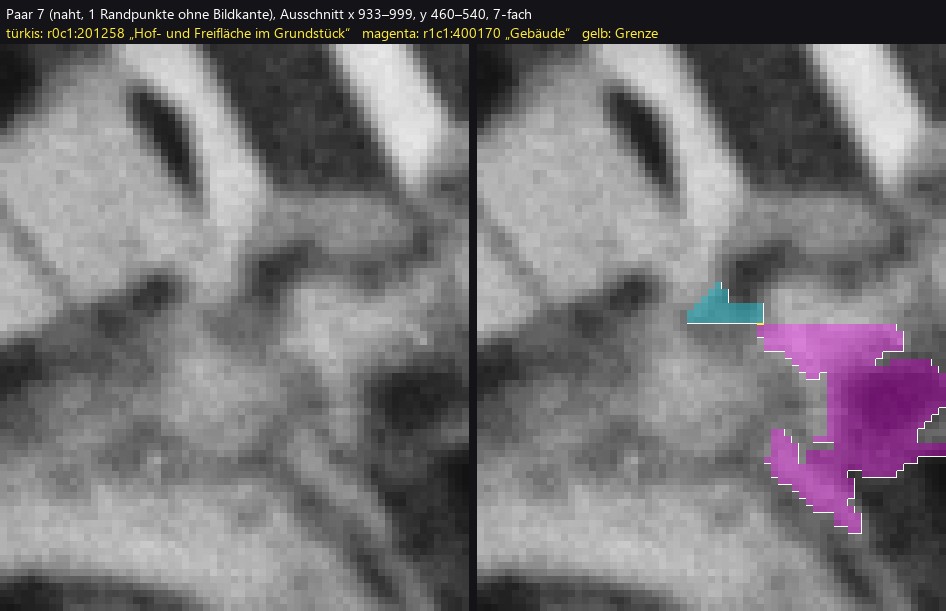 Paar 7 (naht, 1 Randpunkte ohne Bildkante), Ausschnitt x 933–999, y 460–540, 7-fach
türkis: r0c1:201258 „Hof- und Freifläche im Grundstück“ magenta: r1c1:400170 „Gebäude“ gelb: Grenze